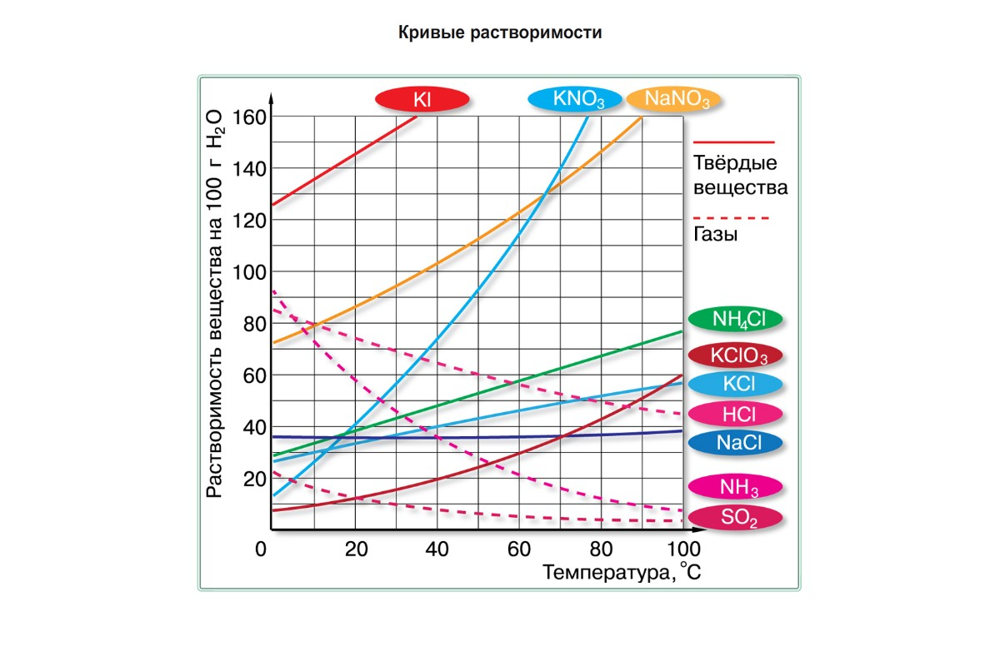 Кривые растворимости
KI
KNO₃
NaNO₃
Растворимость вещества на 100 г H₂O
160
140
120
100
80
60
40
20
0
20
40
60
80
100
Температура, °C
Твёрдые
вещества
Газы
NH₄Cl
KClO₃
KCl
HCl
NaCl
NH₃
SO₂